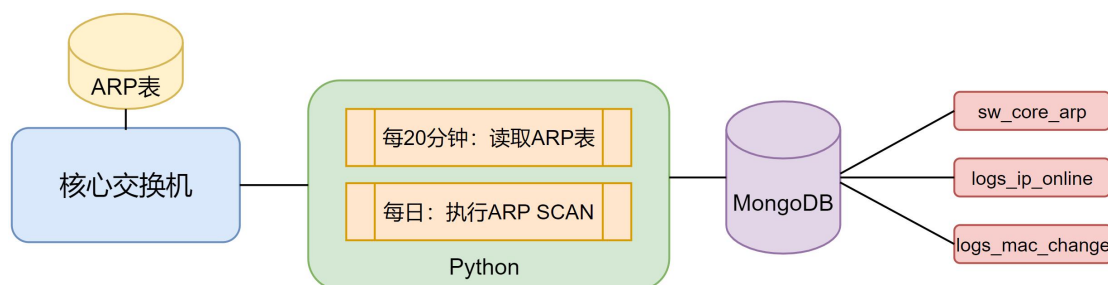 ARP表
核心交换机
每20分钟：读取ARP表
每日：执行ARP SCAN
Python
MongoDB
sw_core_arp
logs_ip_online
logs_mac_change